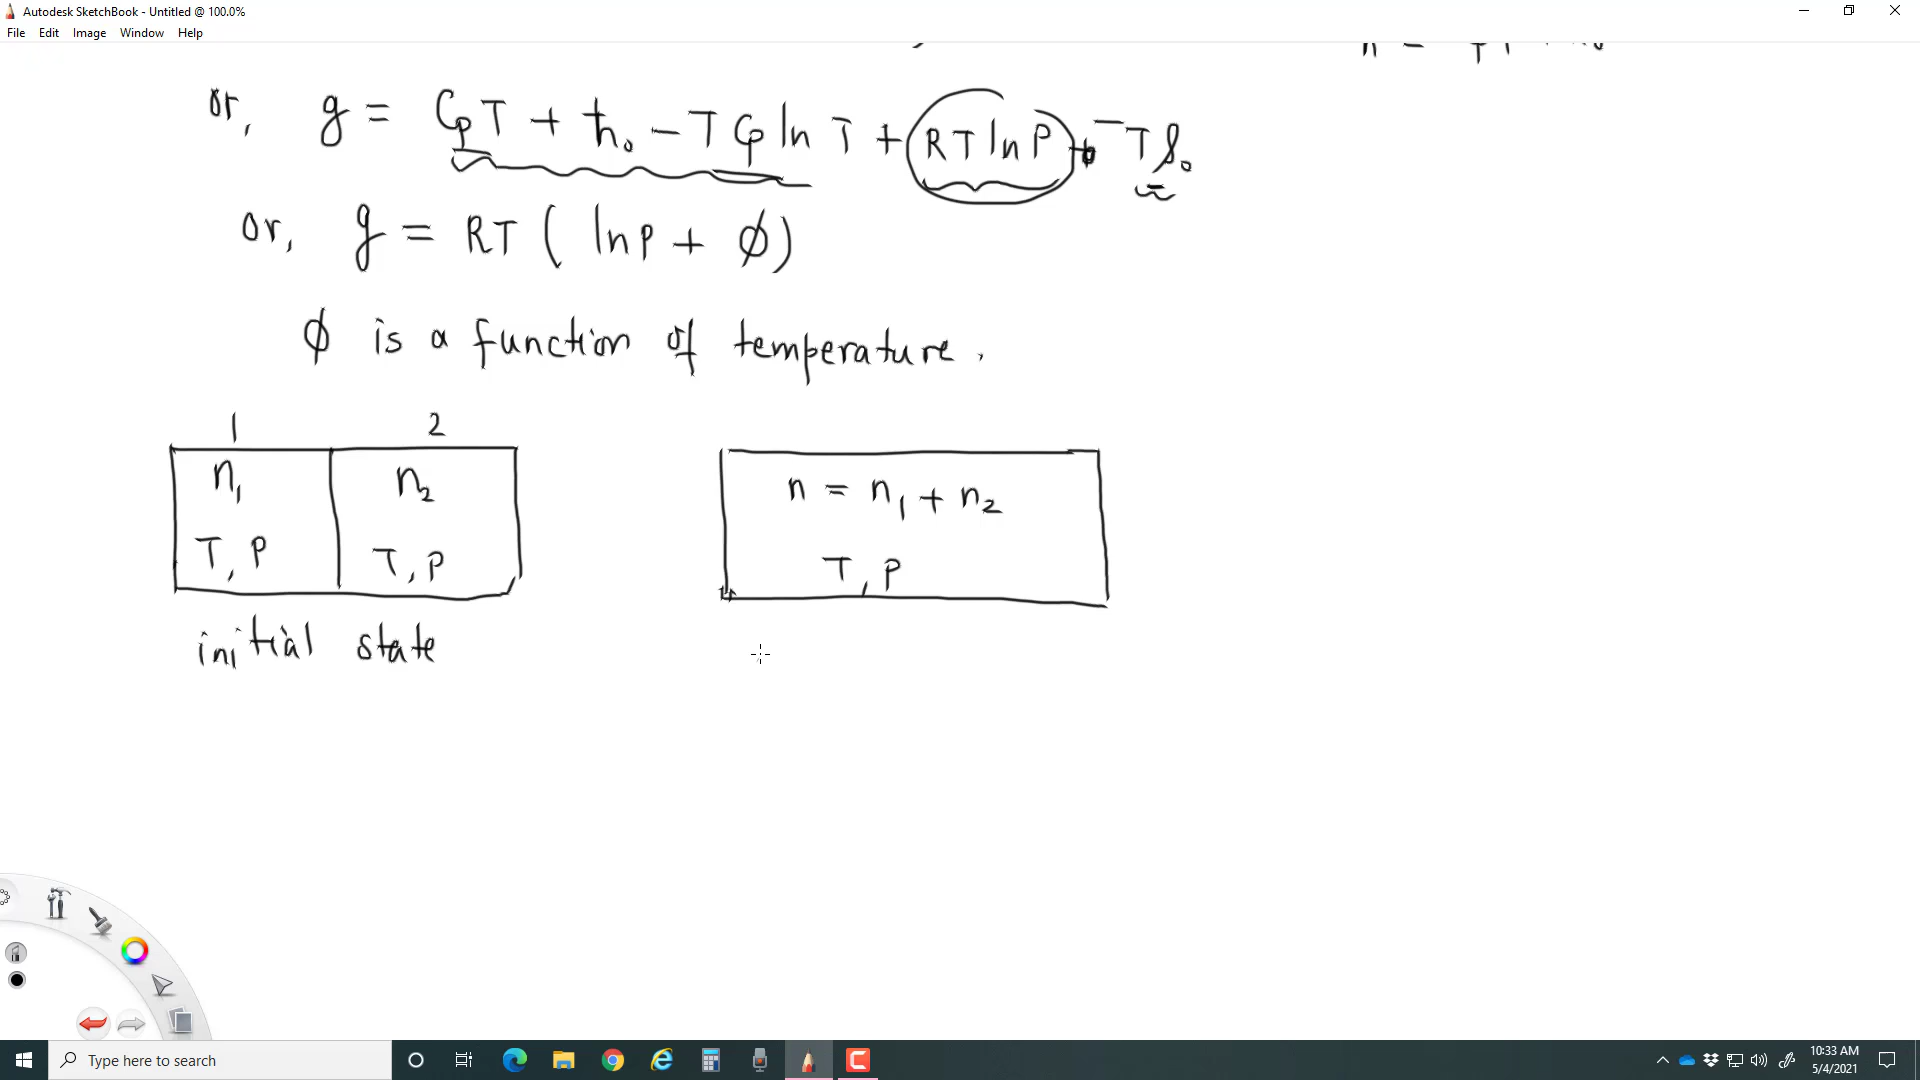 Autodesk SketchBook - Untitled @ 100.0%
File Edit Image Window Help
or, g = CpT + h₀ - T Cp ln T + RT ln P - T s₀
or, g = RT ( ln P + ϕ)
ϕ is a function of temperature.
1 2
n₁ n₂
T, P T, P
n = n₁ + n₂
T, P
initial state
Type here to search
10:33 AM
5/4/2021